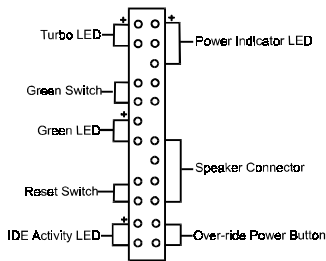 + +
Turbo LED
Power Indicator LED
Green Switch
+
Green LED
Speaker Connector
Reset Switch
+
IDE Activity LED
Over-ride Power Button